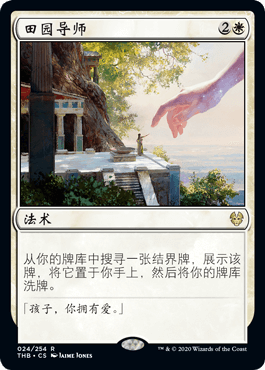 田园导师 2
法术
从你的牌库中搜寻一张结界牌，展示该
牌，将它置于你手上，然后将你的牌库
洗牌。
「孩子，你拥有爱。」
024/254 R
THB • CS JAIME JONES
™ & © 2020 Wizards of the Coast